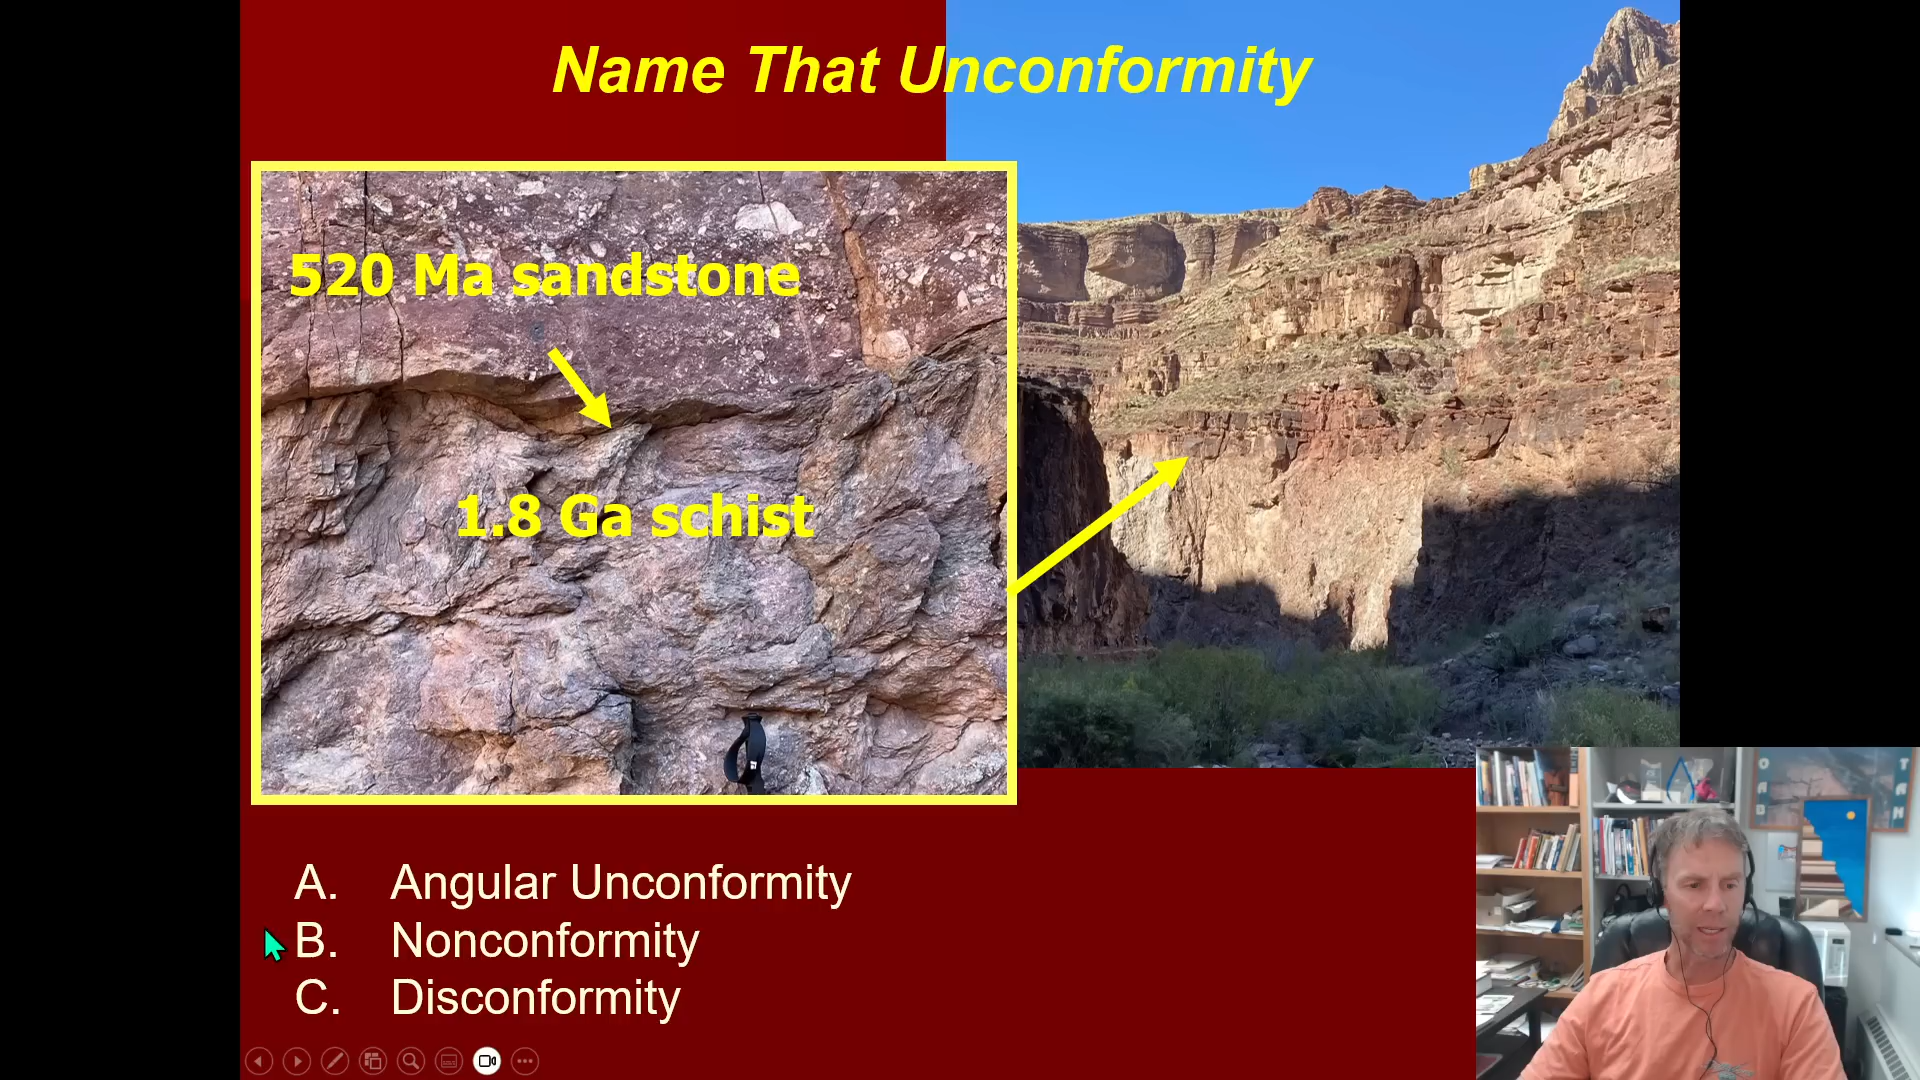 Name That Unconformity
520 Ma sandstone
1.8 Ga schist
A. Angular Unconformity
B. Nonconformity
C. Disconformity